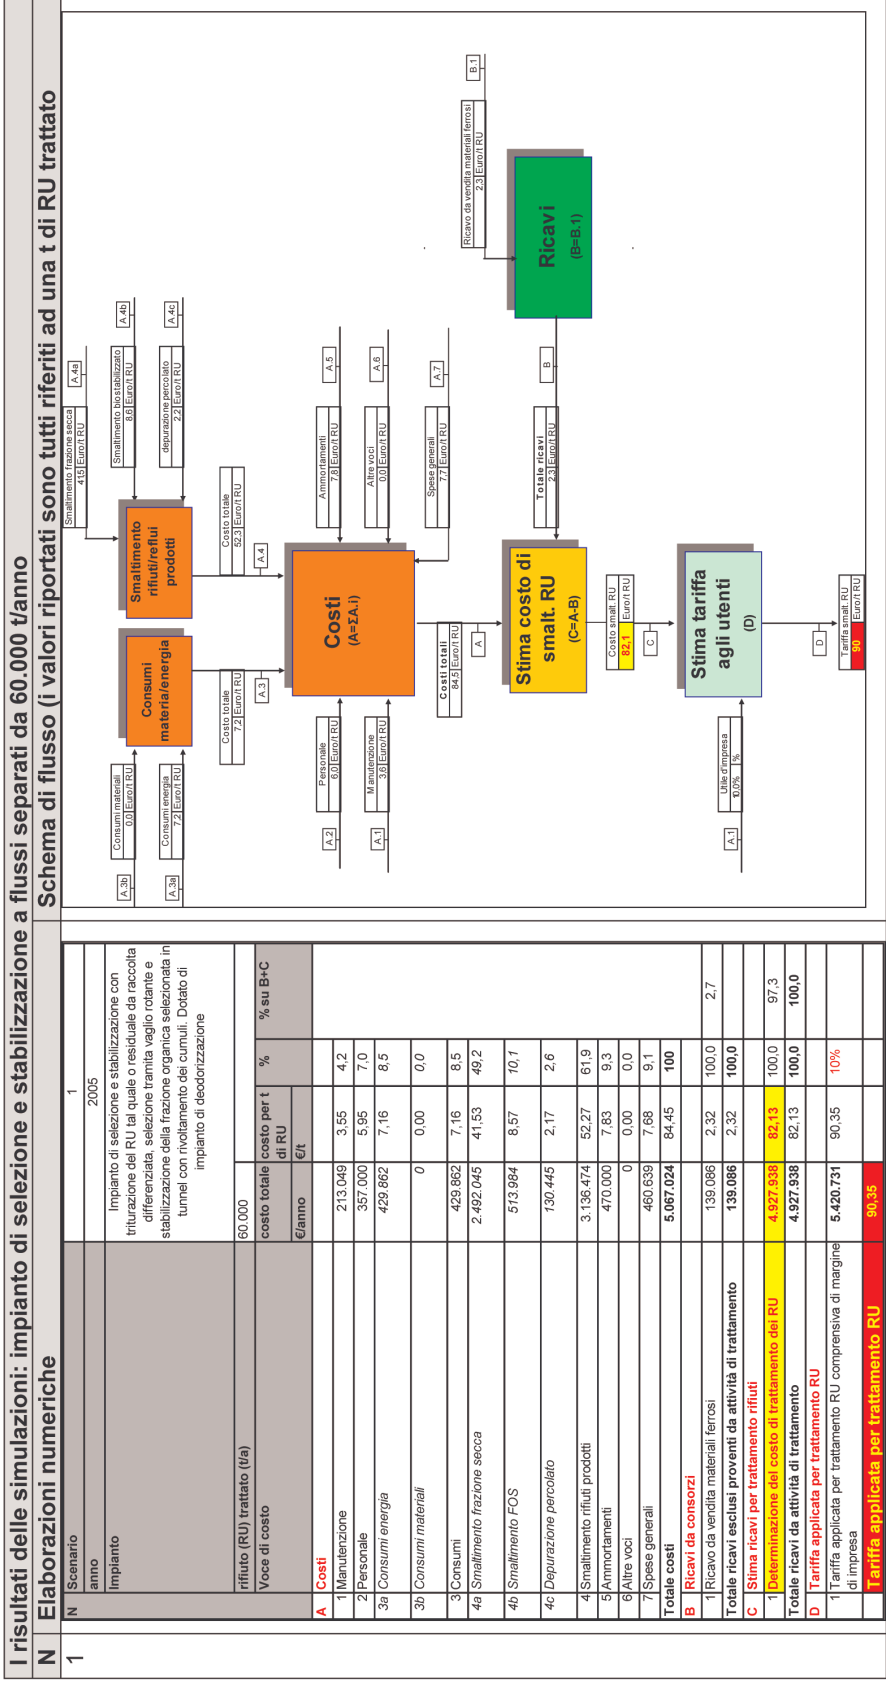 I risultati delle simulazioni: impianto di selezione e stabilizzazione a flussi separati da 60.000 t/anno
N Elaborazioni numeriche
Schema di flusso (i valori riportati sono tutti riferiti ad una t di RU trattato
1
N Scenario 1
anno 2005
Impianto
Impianto di selezione e stabilizzazione con
triturazione del RU tal quale o residuale da raccolta
differenziata, selezione tramita vaglio rotante e
stabilizzazione della frazione organica selezionata in
tunnel con rivoltamento dei cumuli. Dotato di
impianto di deodorizzazione
rifiuto (RU) trattato (t/a) 60.000
Voce di costo costo totale costo per t di RU % % su B+C
€/anno €/t
A Costi
1 Manutenzione 213.049 3,55 4,2
2 Personale 357.000 5,95 7,0
3a Consumi energia 429.862 7,16 8,5
3b Consumi materiali 0 0,00 0,0
3 Consumi 429.862 7,16 8,5
4a Smaltimento frazione secca 2.492.045 41,53 49,2
4b Smaltimento FOS 513.984 8,57 10,1
4c Depurazione percolato 130.445 2,17 2,6
4 Smaltimento rifiuti prodotti 3.136.474 52,27 61,9
5 Ammortamenti 470.000 7,83 9,3
6 Altre voci 0 0,00 0,0
7 Spese generali 460.639 7,68 9,1
Totale costi 5.067.024 84,45 100
B Ricavi da consorzi
1 Ricavo da vendita materiali ferrosi 139.086 2,32 100,0 2,7
Totale ricavi esclusi proventi da attività di trattamento 139.086 2,32 100,0
C Stima ricavi per trattamento rifiuti
1 Determinazione del costo di trattamento dei RU 4.927.938 82,13 100,0 97,3
Totale ricavi da attività di trattamento 4.927.938 82,13 100,0 100,0
D Tariffa applicata per trattamento RU
1 Tariffa applicata per trattamento RU comprensiva di margine 5.420.731 90,35 10%
di impresa
Tariffa applicata per trattamento RU 90,35
Consumi materiali
0,0 Euro/t RU
A.3b
Consumi energia
7,2 Euro/t RU
A.3a
Consumi
materia/energia
Smaltimento frazione secca
41,5 Euro/t RU
A.4a
Smaltimento biostabilizzato
8,6 Euro/t RU
A.4b
depurazione percolato
2,2 Euro/t RU
A.4c
Smaltimento
rifiuti/reflui
prodotti
Costo totale
7,2 Euro/t RU
A.3
Costo totale
52,3 Euro/t RU
A.4
Personale
6,0 Euro/t RU
A.2
Manutenzione
3,6 Euro/t RU
A.1
Costi
(A=ΣA.i)
Ammortamenti
7,8 Euro/t RU
A.5
Altre voci
0,0 Euro/t RU
A.6
Spese generali
7,7 Euro/t RU
A.7
Costi totali
84,5 Euro/t RU
A
Ricavo da vendita materiali ferrosi
2,3 Euro/t RU
B.1
Ricavi
(B=B.1)
Totale ricavi
2,3 Euro/t RU
B
Stima costo di
smalt. RU
(C=A-B)
Costo smalt. RU
82,1 Euro/t RU
C
Utile d'impresa
10,0% %
A.1
Stima tariffa
agli utenti
(D)
D
Tariffa smalt. RU
90 Euro/t RU